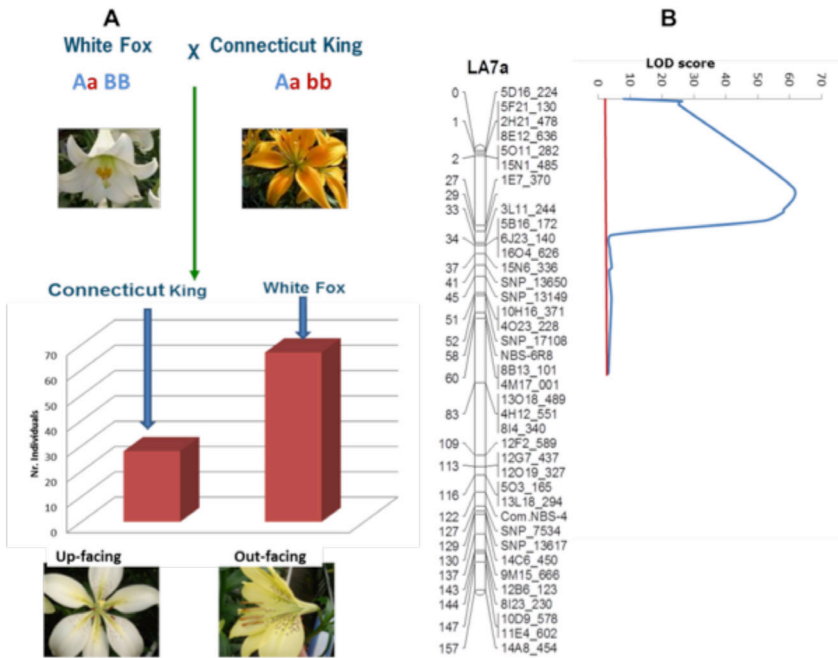 A
White Fox X Connecticut King
Aa BB Aa bb
Connecticut King
White Fox
Nr. Individuals
70
60
50
40
30
20
10
0
Up-facing Out-facing
B
LOD score
0 10 20 30 40 50 60 70
LA7a
0 5D16_224
5F21_130
1 2H21_478
8E12_636
5O11_282
2 15N1_485
27 1E7_370
29
33 3L11_244
5B16_172
34 6J23_140
16O4_626
37 15N6_336
41 SNP_13650
45 SNP_13149
10H16_371
51 4O23_228
52 SNP_17108
58 NBS-6R8
8B13_101
60 4M17_001
13O18_489
83 4H12_551
8I4_340
109 12F2_589
12G7_437
113 12O19_327
5O3_165
116 13L18_294
122 Com.NBS-4
127 SNP_7534
129 SNP_13617
130 14C6_450
137 9M15_666
143 12B6_123
144 8I23_230
10D9_578
147 11E4_602
157 14A8_454